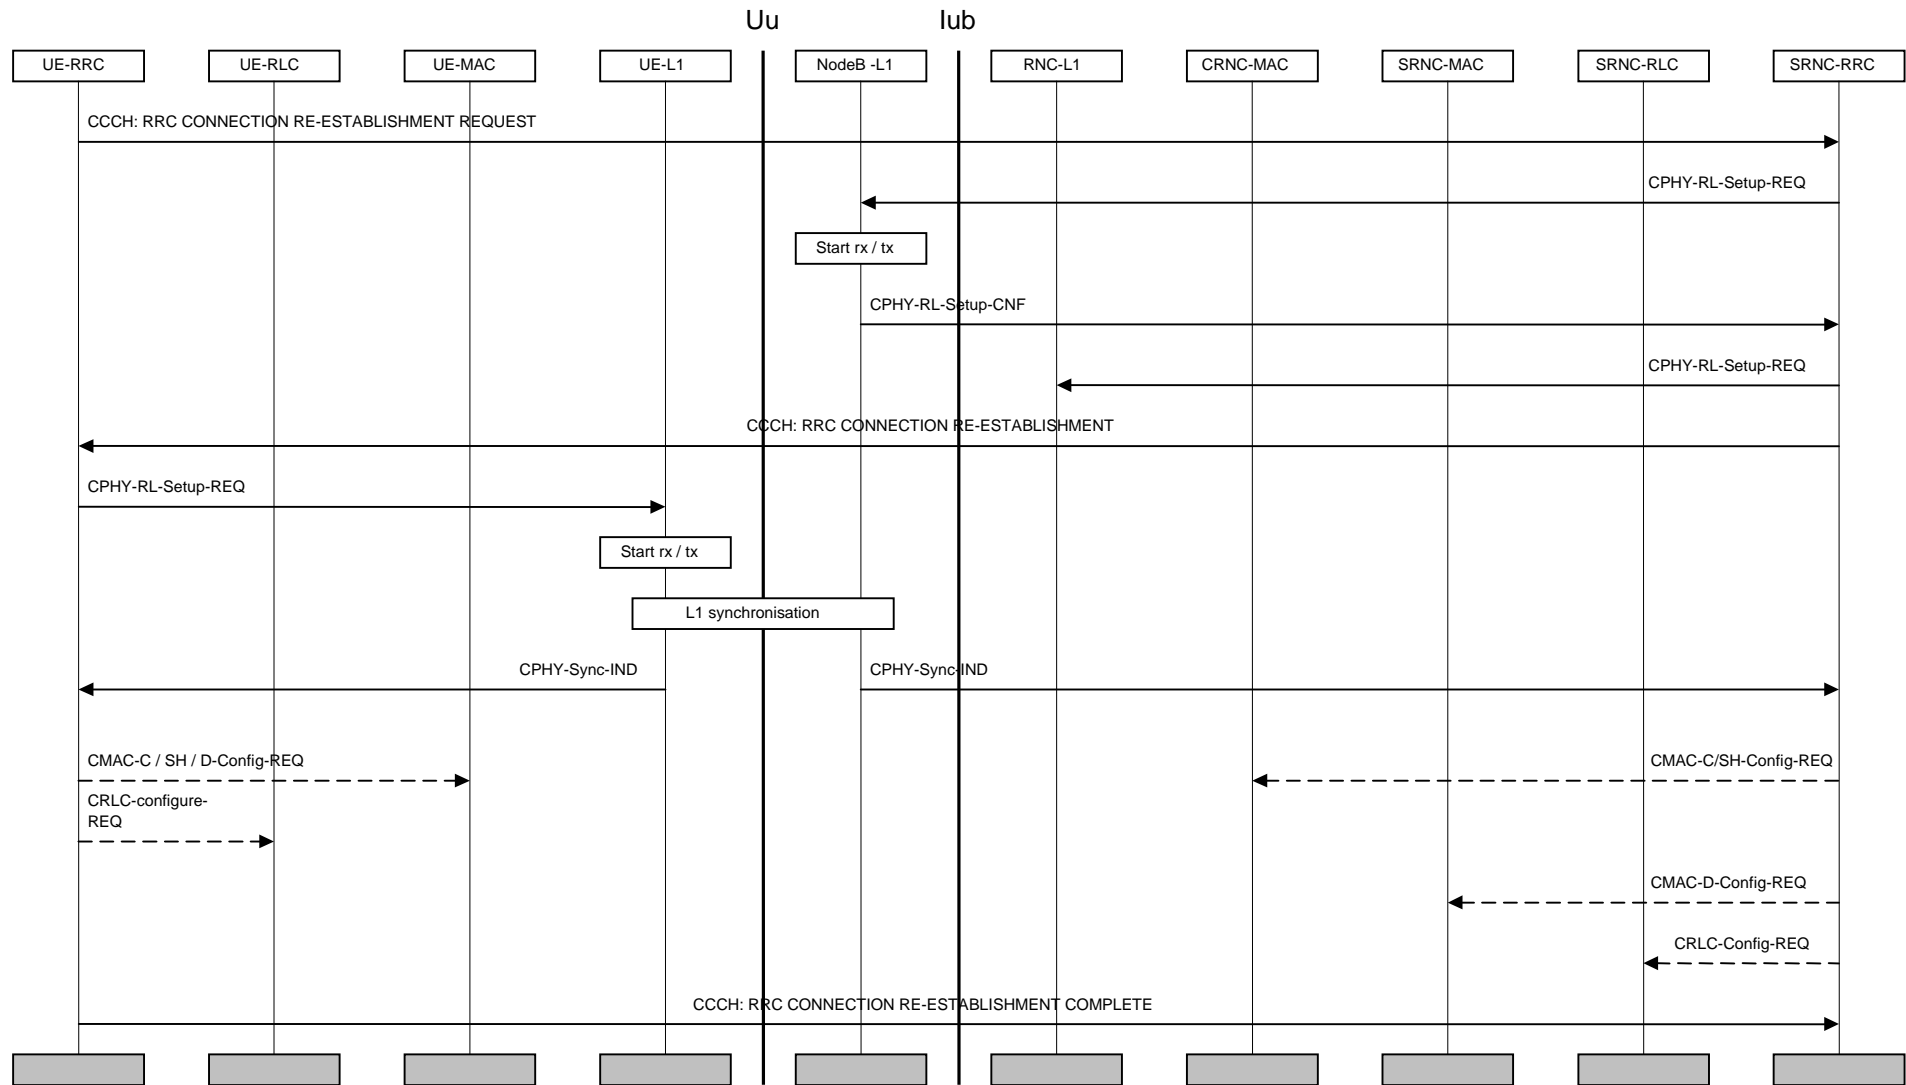 Uu
Iub
UE-RRC
UE-RLC
UE-MAC
UE-L1
NodeB -L1
RNC-L1
CRNC-MAC
SRNC-MAC
SRNC-RLC
SRNC-RRC
CCCH: RRC CONNECTION RE-ESTABLISHMENT REQUEST
CPHY-RL-Setup-REQ
Start rx / tx
CPHY-RL-Setup-CNF
CPHY-RL-Setup-REQ
CCCH: RRC CONNECTION RE-ESTABLISHMENT
CPHY-RL-Setup-REQ
Start rx / tx
L1 synchronisation
CPHY-Sync-IND
CPHY-Sync-IND
CMAC-C / SH / D-Config-REQ
CMAC-C/SH-Config-REQ
CRLC-configure-
REQ
CMAC-D-Config-REQ
CRLC-Config-REQ
CCCH: RRC CONNECTION RE-ESTABLISHMENT COMPLETE